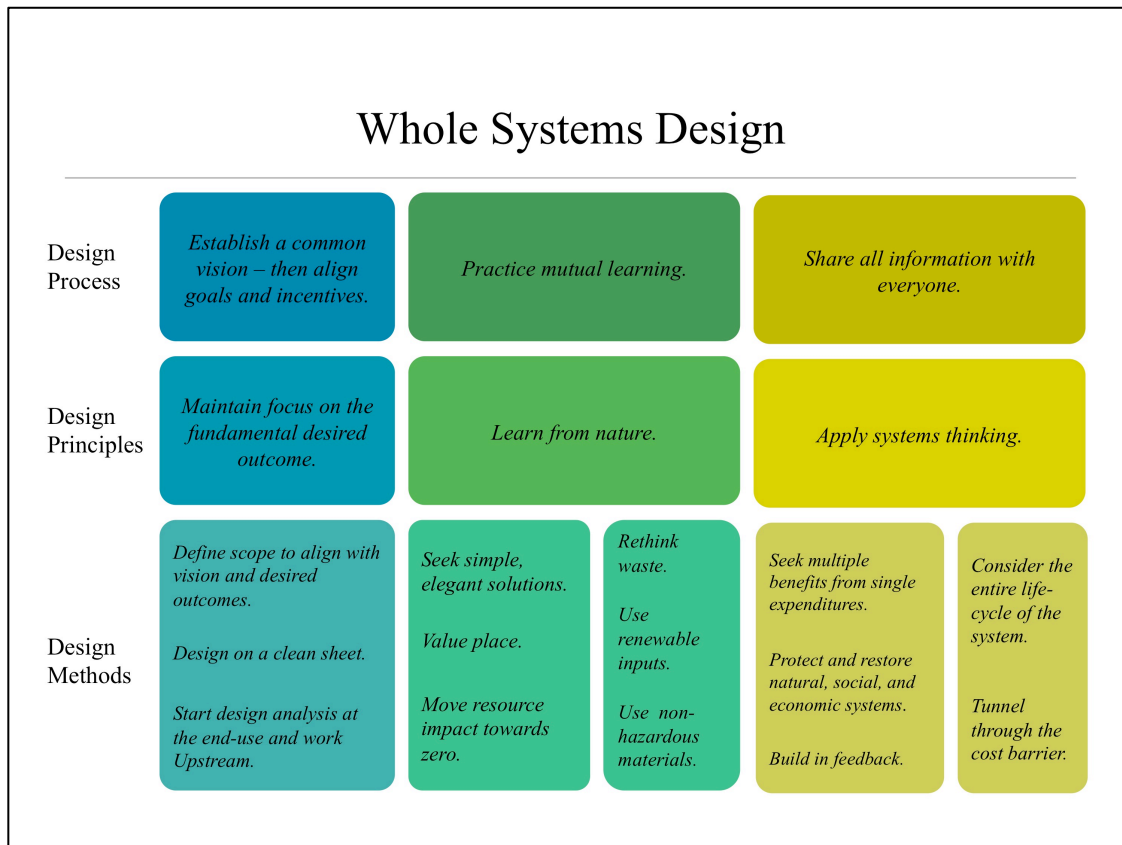 Whole Systems Design
Design
Process
Establish a common
vision – then align
goals and incentives.
Practice mutual learning.
Share all information with
everyone.
Design
Principles
Maintain focus on the
fundamental desired
outcome.
Learn from nature.
Apply systems thinking.
Design
Methods
Define scope to align with
vision and desired
outcomes.
Design on a clean sheet.
Start design analysis at
the end-use and work
Upstream.
Seek simple,
elegant solutions.
Value place.
Move resource
impact towards
zero.
Rethink
waste.
Use
renewable
inputs.
Use non-
hazardous
materials.
Seek multiple
benefits from single
expenditures.
Protect and restore
natural, social, and
economic systems.
Build in feedback.
Consider the
entire life-
cycle of the
system.
Tunnel
through the
cost barrier.